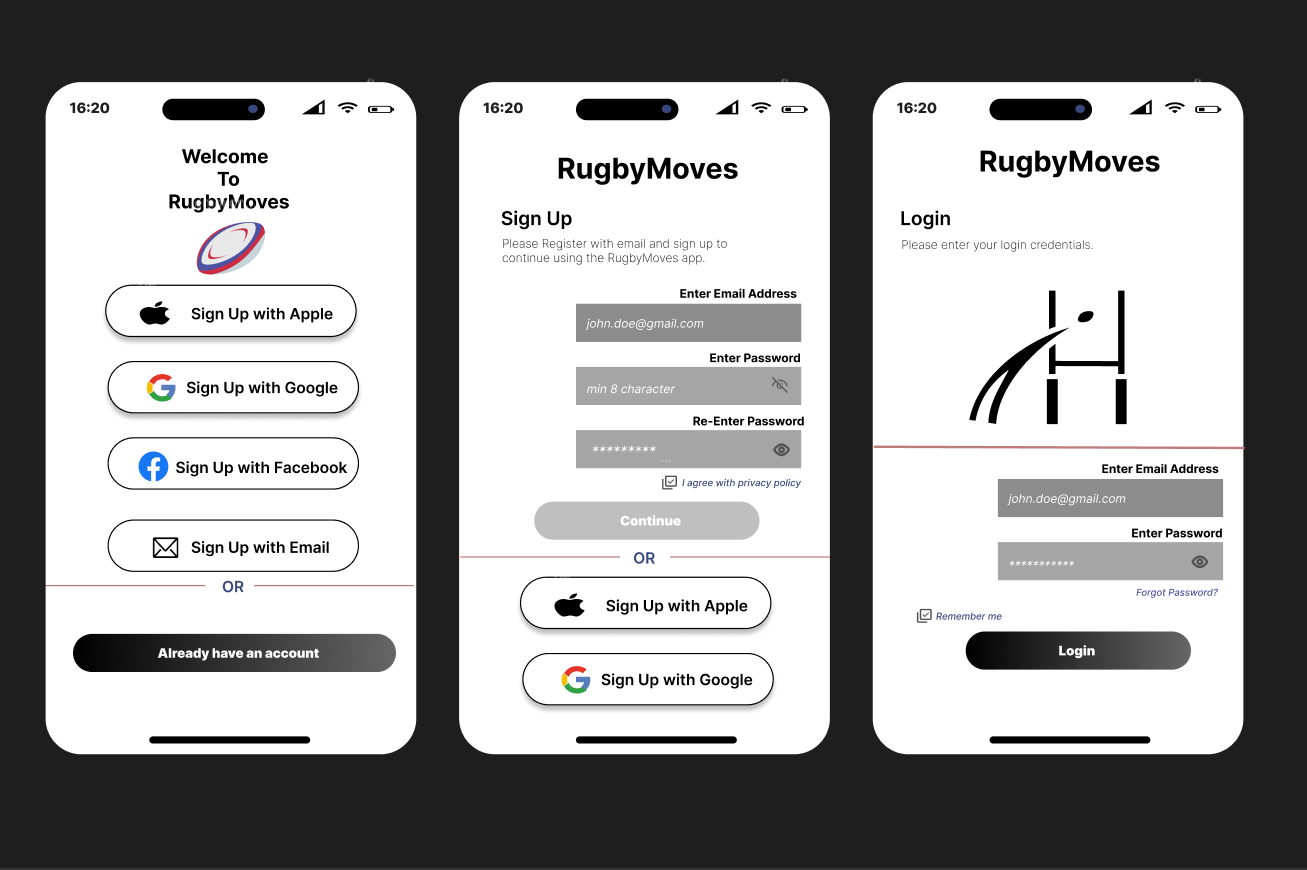 16:20
Welcome
To
RugbyMoves
Sign Up with Apple
Sign Up with Google
Sign Up with Facebook
Sign Up with Email
OR
Already have an account
16:20
RugbyMoves
Sign Up
Please Register with email and sign up to
continue using the RugbyMoves app.
Enter Email Address
john.doe@gmail.com
Enter Password
min 8 character
Re-Enter Password
*********
I agree with privacy policy
Continue
OR
Sign Up with Apple
Sign Up with Google
16:20
RugbyMoves
Login
Please enter your login credentials.
Enter Email Address
john.doe@gmail.com
Enter Password
***********
Forgot Password?
Remember me
Login